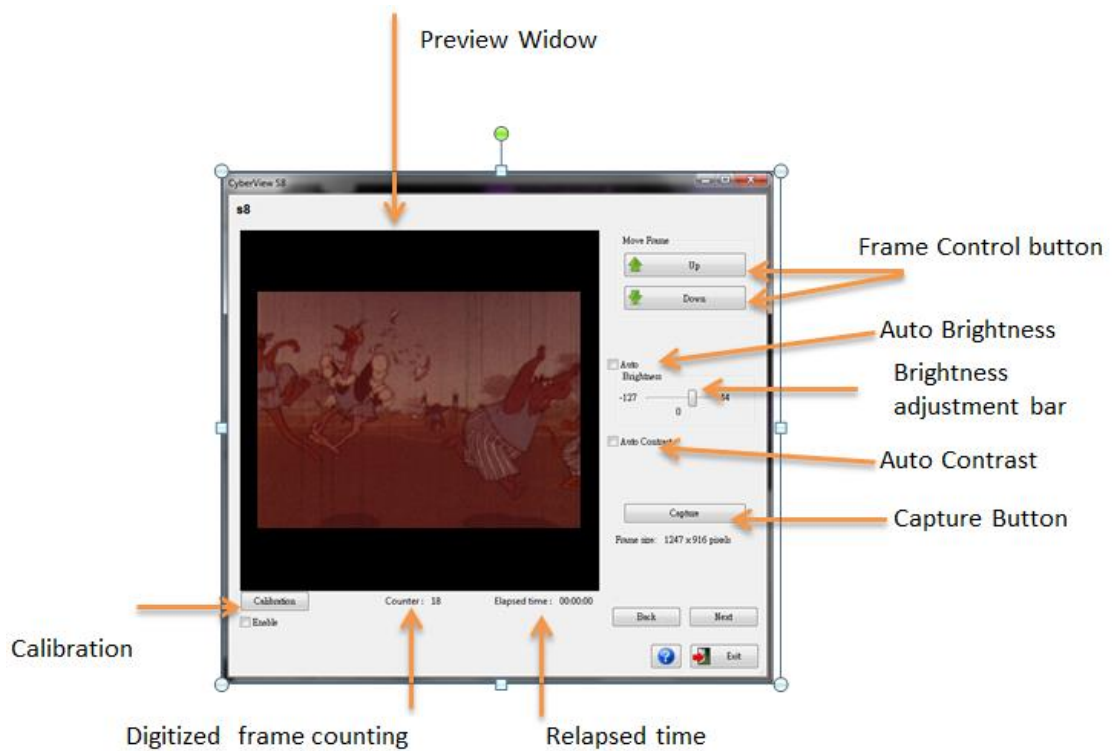 Preview Widow
CyberView S8
s8
Move Frame
Up
Frame Control button
Down
Auto Brightness
Auto
Brightness
Brightness
adjustment bar
-127
0
Auto Contrast
Auto Contrast
Capture
Capture Button
Frame size: 1247 x 916 pixels
Calibration
Counter : 18
Elapsed time : 00:00:00
Enable
Back
Next
Calibration
Exit
Digitized frame counting
Relapsed time